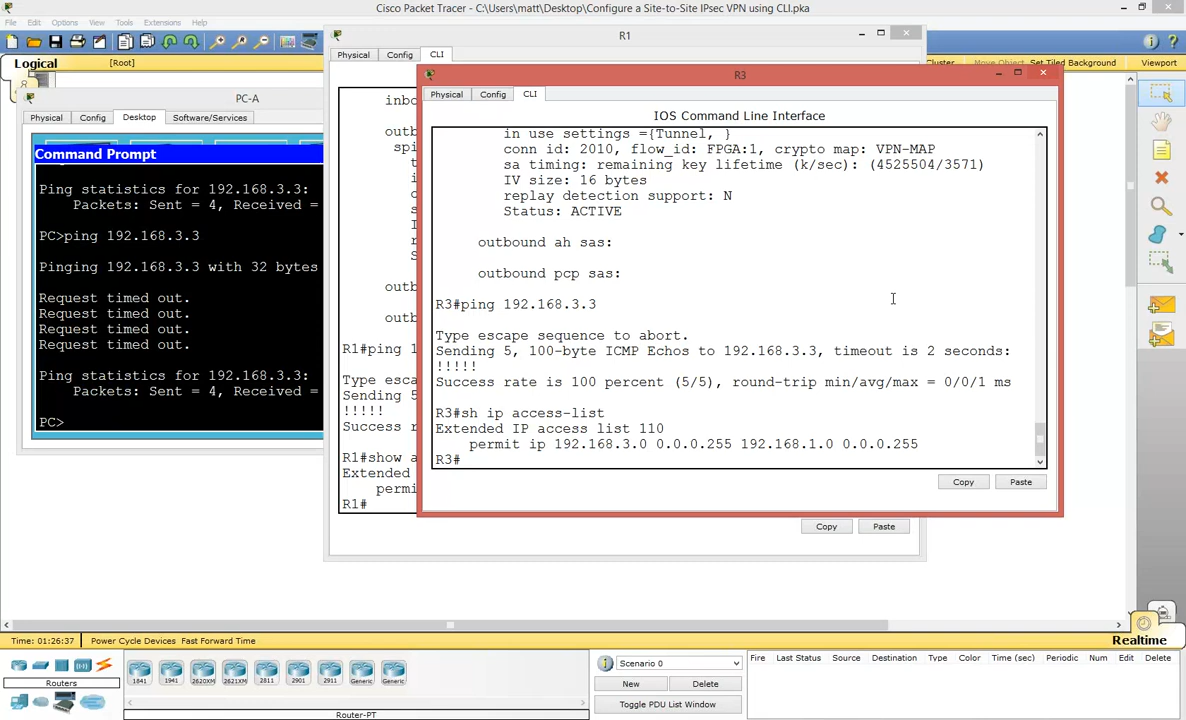 Cisco Packet Tracer - C:\Users\matt\Desktop\Configure a Site-to-Site IPsec VPN using CLI.pka
File Edit Options View Tools Extensions Help
Logical [Root] Cluster Move Object Set Tiled Background Viewport
R1
Physical Config CLI
inbo
outb
spi
outb
outb
R1#ping 1
Type esca
Sending 5
!!!!!
Success r
R1#show a
Extended
permi
R1#
Copy Paste
PC-A
Physical Config Desktop Software/Services
Command Prompt
Ping statistics for 192.168.3.3:
Packets: Sent = 4, Received =
PC>ping 192.168.3.3
Pinging 192.168.3.3 with 32 bytes
Request timed out.
Request timed out.
Request timed out.
Request timed out.
Ping statistics for 192.168.3.3:
Packets: Sent = 4, Received =
PC>
R3
Physical Config CLI
IOS Command Line Interface
in use settings ={Tunnel, }
conn id: 2010, flow_id: FPGA:1, crypto map: VPN-MAP
sa timing: remaining key lifetime (k/sec): (4525504/3571)
IV size: 16 bytes
replay detection support: N
Status: ACTIVE
outbound ah sas:
outbound pcp sas:
R3#ping 192.168.3.3
Type escape sequence to abort.
Sending 5, 100-byte ICMP Echos to 192.168.3.3, timeout is 2 seconds:
!!!!!
Success rate is 100 percent (5/5), round-trip min/avg/max = 0/0/1 ms
R3#sh ip access-list
Extended IP access list 110
permit ip 192.168.3.0 0.0.0.255 192.168.1.0 0.0.0.255
R3#
Copy Paste
Time: 01:26:37 Power Cycle Devices Fast Forward Time Realtime
Routers
1841 1941 2620XM 2621XM 2811 2901 2911 Generic Generic
Router-PT
Scenario 0
New Delete
Toggle PDU List Window
Fire Last Status Source Destination Type Color Time (sec) Periodic Num Edit Delete